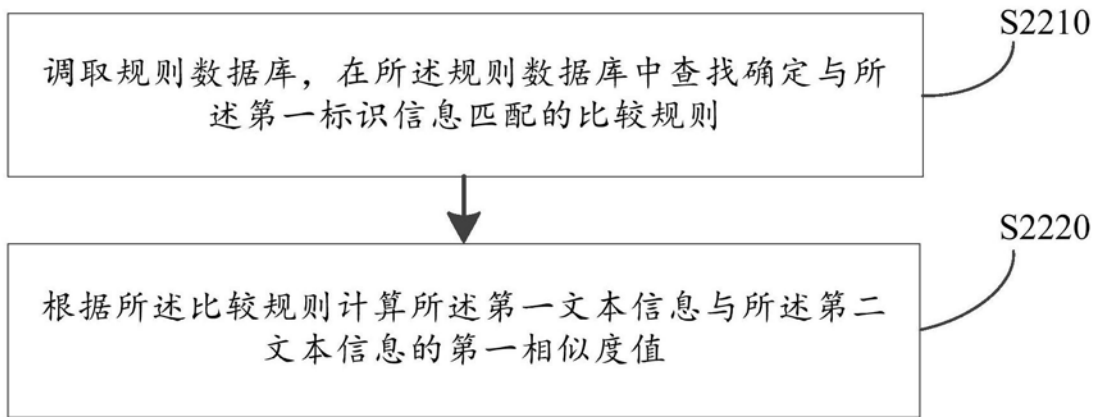 S2210
调取规则数据库，在所述规则数据库中查找确定与所
述第一标识信息匹配的比较规则
S2220
根据所述比较规则计算所述第一文本信息与所述第二
文本信息的第一相似度值